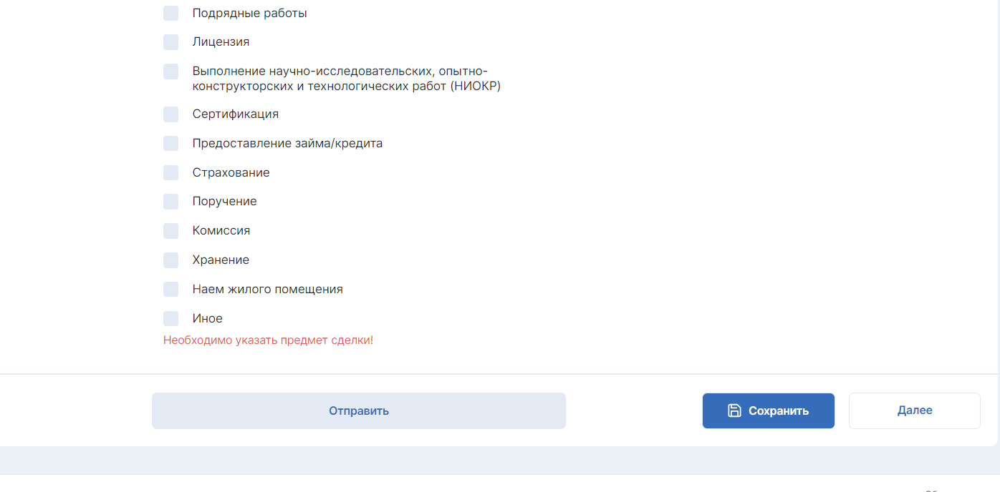 Подрядные работы
Лицензия
Выполнение научно-исследовательских, опытно-
конструкторских и технологических работ (НИОКР)
Сертификация
Предоставление займа/кредита
Страхование
Поручение
Комиссия
Хранение
Наем жилого помещения
Иное
Необходимо указать предмет сделки!
Отправить
Сохранить
Далее